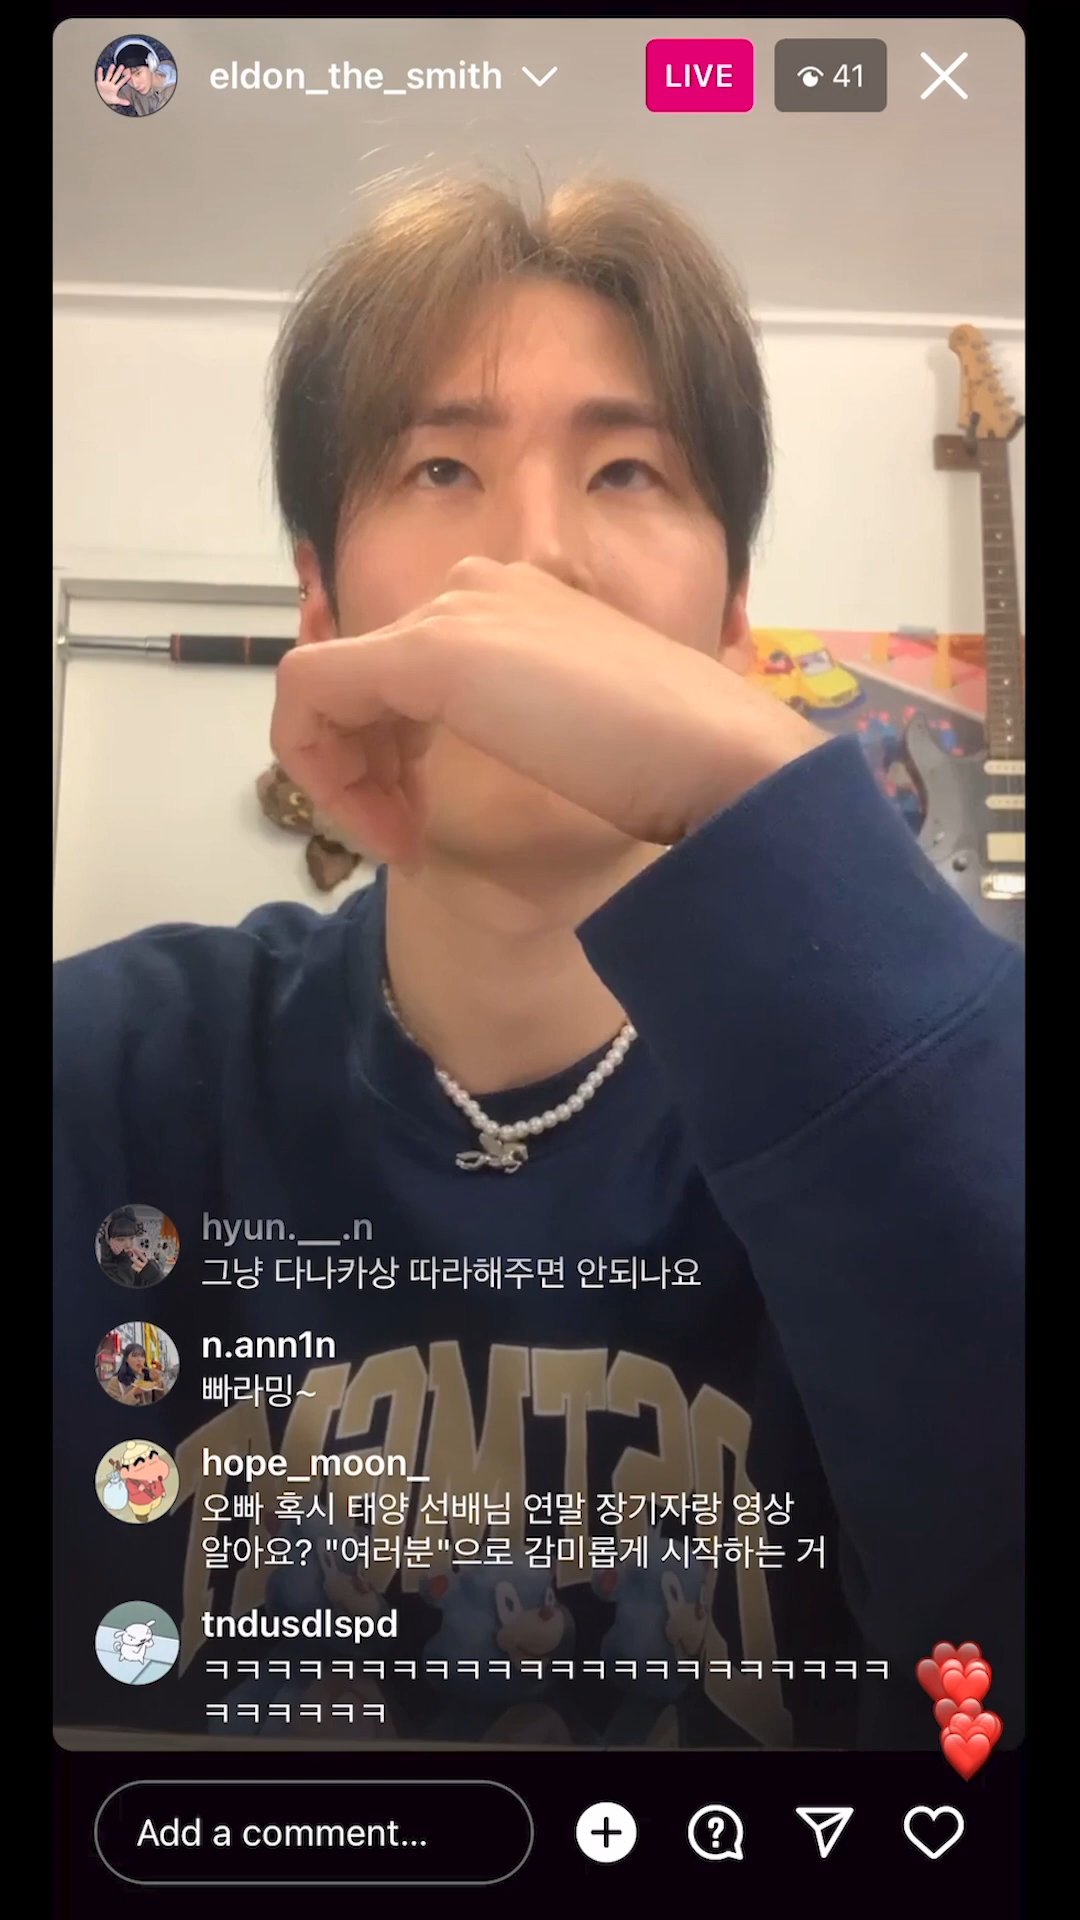 eldon_the_smith
LIVE
41
hyun.__.n
그냥 다나카상 따라해주면 안되나요
n.ann1n
빠라밍~
hope_moon_
오빠 혹시 태양 선배님 연말 장기자랑 영상
알아요? "여러분"으로 감미롭게 시작하는 거
tndusdlspd
ㅋㅋㅋㅋㅋㅋㅋㅋㅋㅋㅋㅋㅋㅋㅋㅋㅋㅋㅋㅋㅋㅋ
ㅋㅋㅋㅋㅋㅋ
Add a comment...